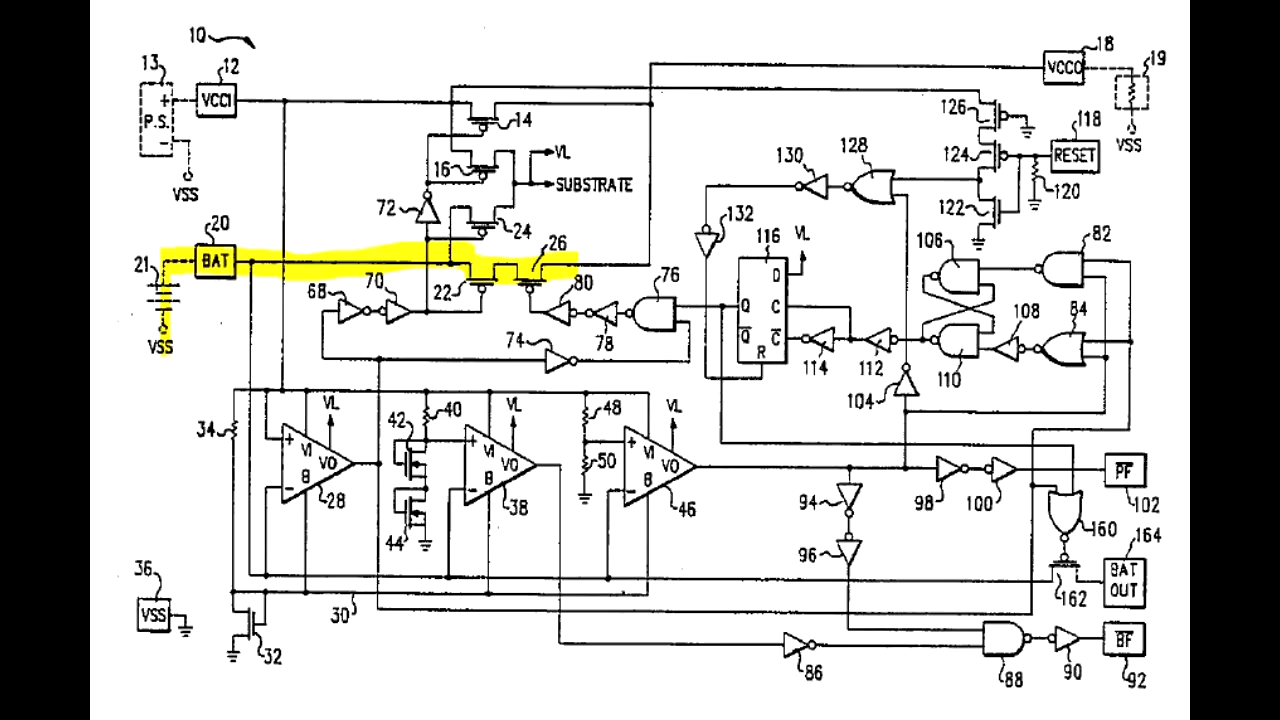 10
18
13
12
19
+
P.S.
-
VCCI
VCCO
14
126
118
VSS
128
130
124
RESET
VSS
VL
16
SUBSTRATE
120
72
24
122
132
20
116
VL
106
82
21
BAT
26
D
68
70
22
80
76
Q
C
108
84
VSS
74
78
Q
C
R
114
112
110
104
34
VL
42
40
VL
48
VL
+
VI
VO
B
-
28
+
VI
VO
B
-
38
50
+
VI
VO
B
-
46
PF
94
98
100
102
44
96
160
164
36
VSS
BAT
OUT
162
30
32
86
88
90
BF
92